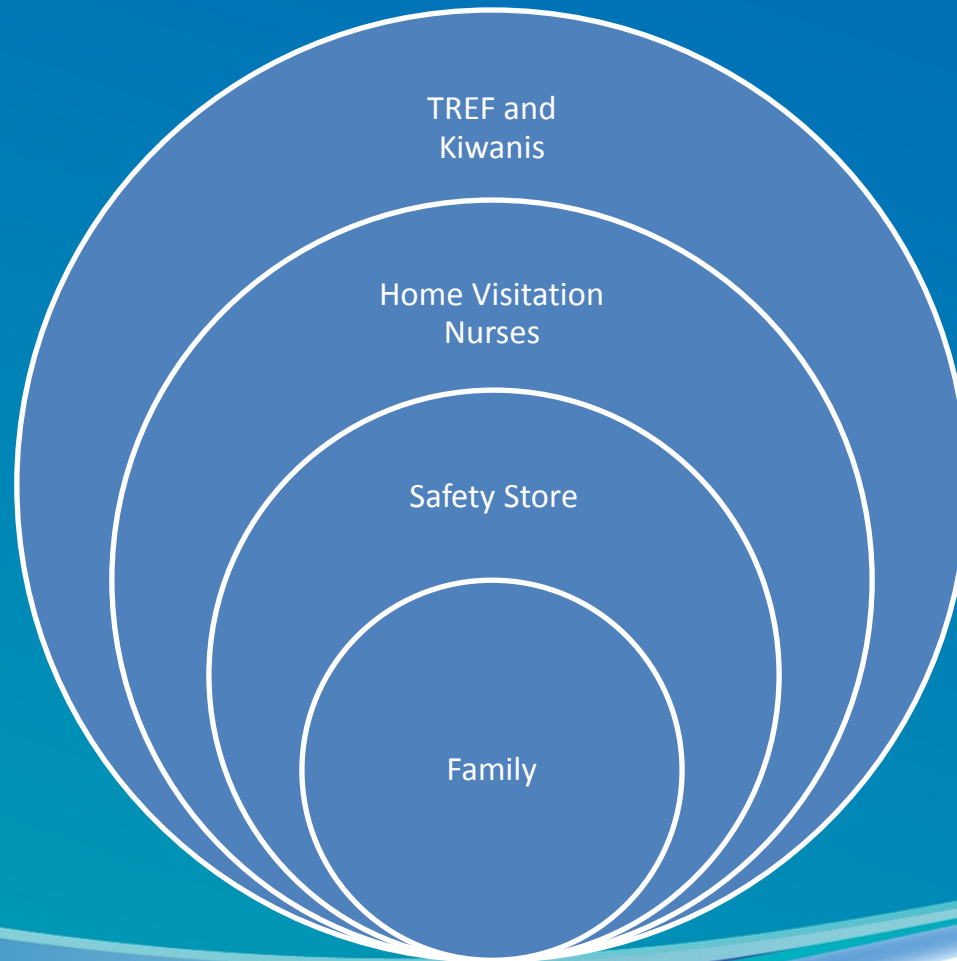 TREF and
Kiwanis
Home Visitation
Nurses
Safety Store
Family